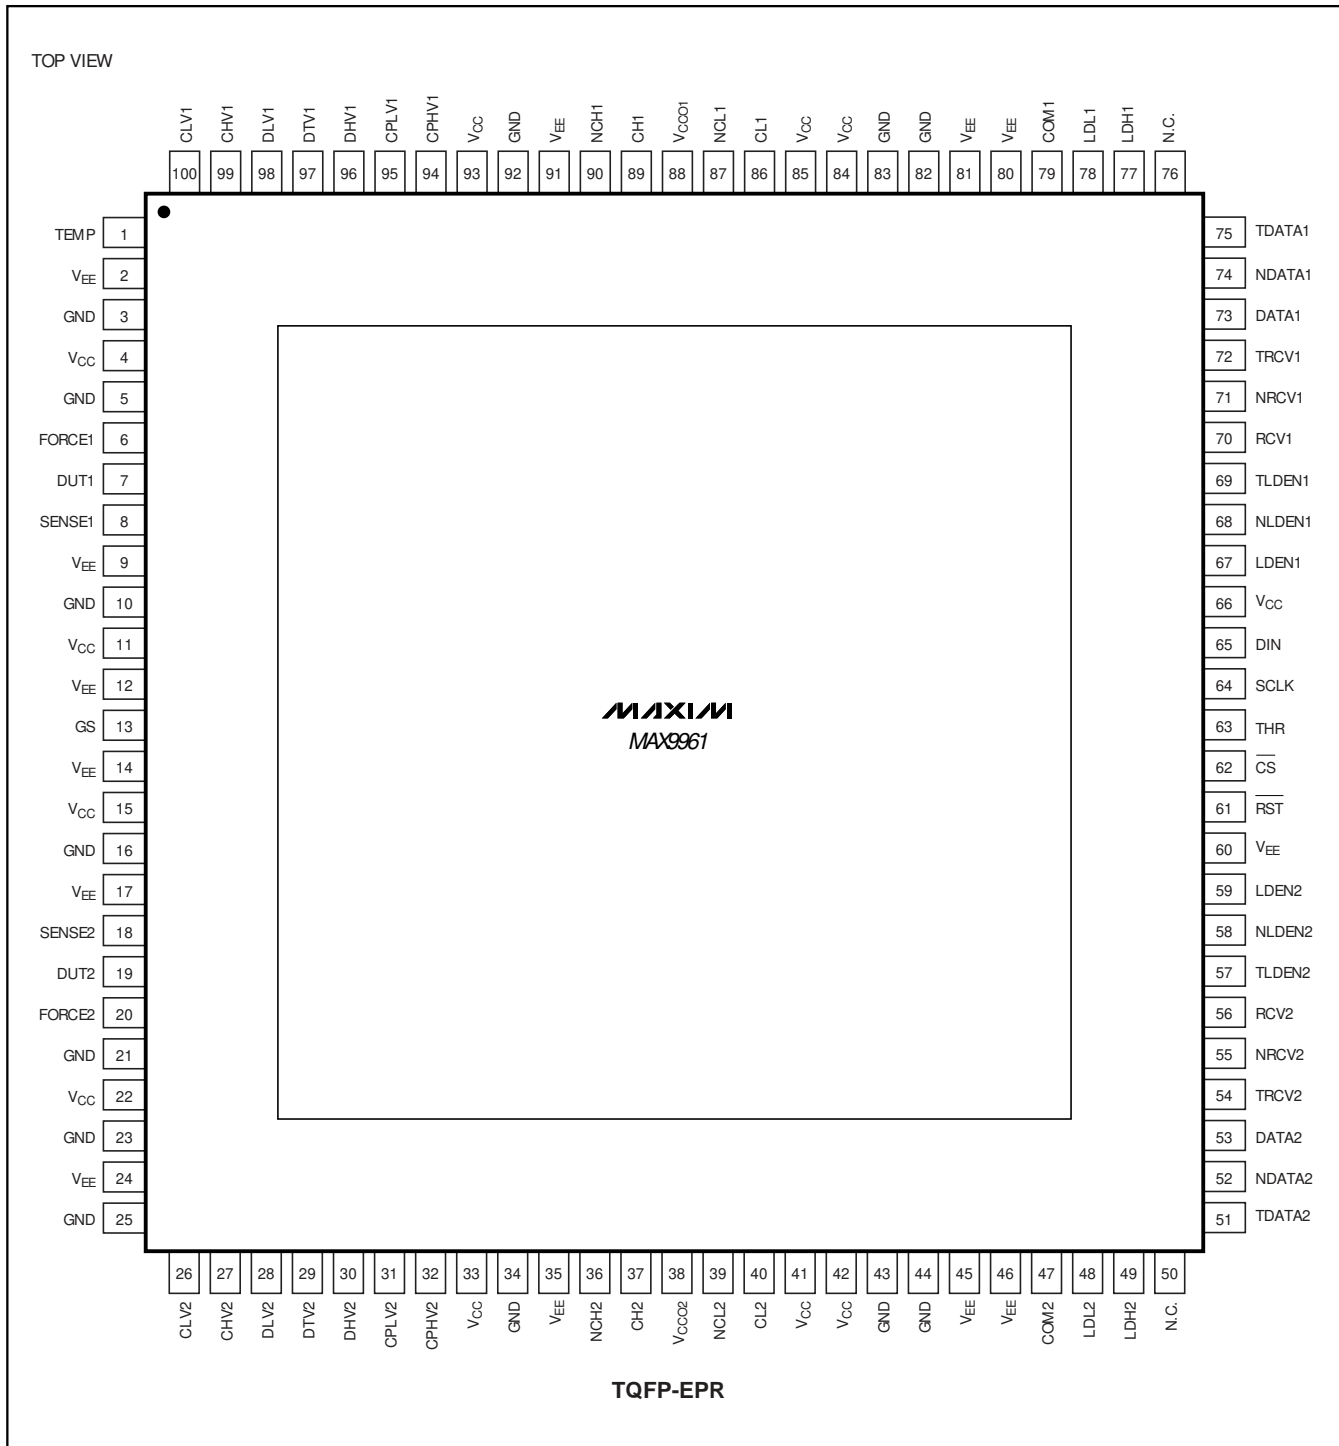 TOP VIEW
CLV1 CHV1 DLV1 DTV1 DHV1 CPLV1 CPHV1 VCC GND VEE NCH1 CH1 VCCO1 NCL1 CL1 VCC VCC GND GND VEE VEE COM1 LDL1 LDH1 N.C.
100 99 98 97 96 95 94 93 92 91 90 89 88 87 86 85 84 83 82 81 80 79 78 77 76
TEMP 1 75 TDATA1
VEE 2 74 NDATA1
GND 3 73 DATA1
VCC 4 72 TRCV1
GND 5 71 NRCV1
FORCE1 6 70 RCV1
DUT1 7 69 TLDEN1
SENSE1 8 68 NLDEN1
VEE 9 67 LDEN1
GND 10 66 VCC
VCC 11 65 DIN
VEE 12 64 SCLK
MAXIM
GS 13 63 THR
MAX9961
VEE 14 62 CS
VCC 15 61 RST
GND 16 60 VEE
VEE 17 59 LDEN2
SENSE2 18 58 NLDEN2
DUT2 19 57 TLDEN2
FORCE2 20 56 RCV2
GND 21 55 NRCV2
VCC 22 54 TRCV2
GND 23 53 DATA2
VEE 24 52 NDATA2
GND 25 51 TDATA2
26 27 28 29 30 31 32 33 34 35 36 37 38 39 40 41 42 43 44 45 46 47 48 49 50
CLV2 CHV2 DLV2 DTV2 DHV2 CPLV2 CPHV2 VCC GND VEE NCH2 CH2 VCCO2 NCL2 CL2 VCC VCC GND GND VEE VEE COM2 LDL2 LDH2 N.C.
TQFP-EPR